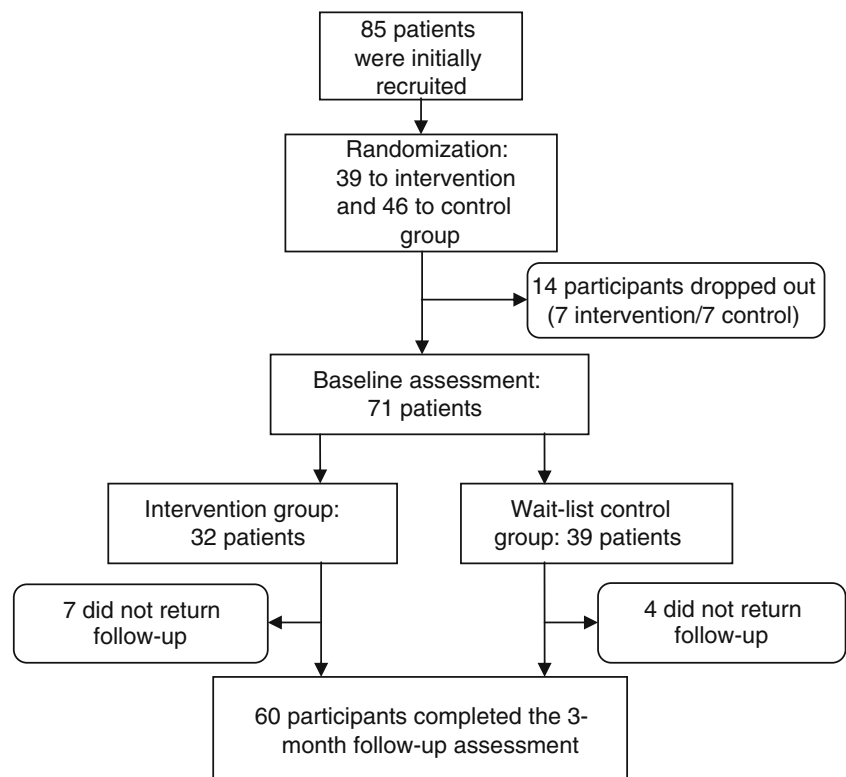 85 patients
were initially
recruited
Randomization:
39 to intervention
and 46 to control
group
14 participants dropped out
(7 intervention/7 control)
Baseline assessment:
71 patients
Intervention group:
32 patients
Wait-list control
group: 39 patients
7 did not return
follow-up
4 did not return
follow-up
60 participants completed the 3-
month follow-up assessment